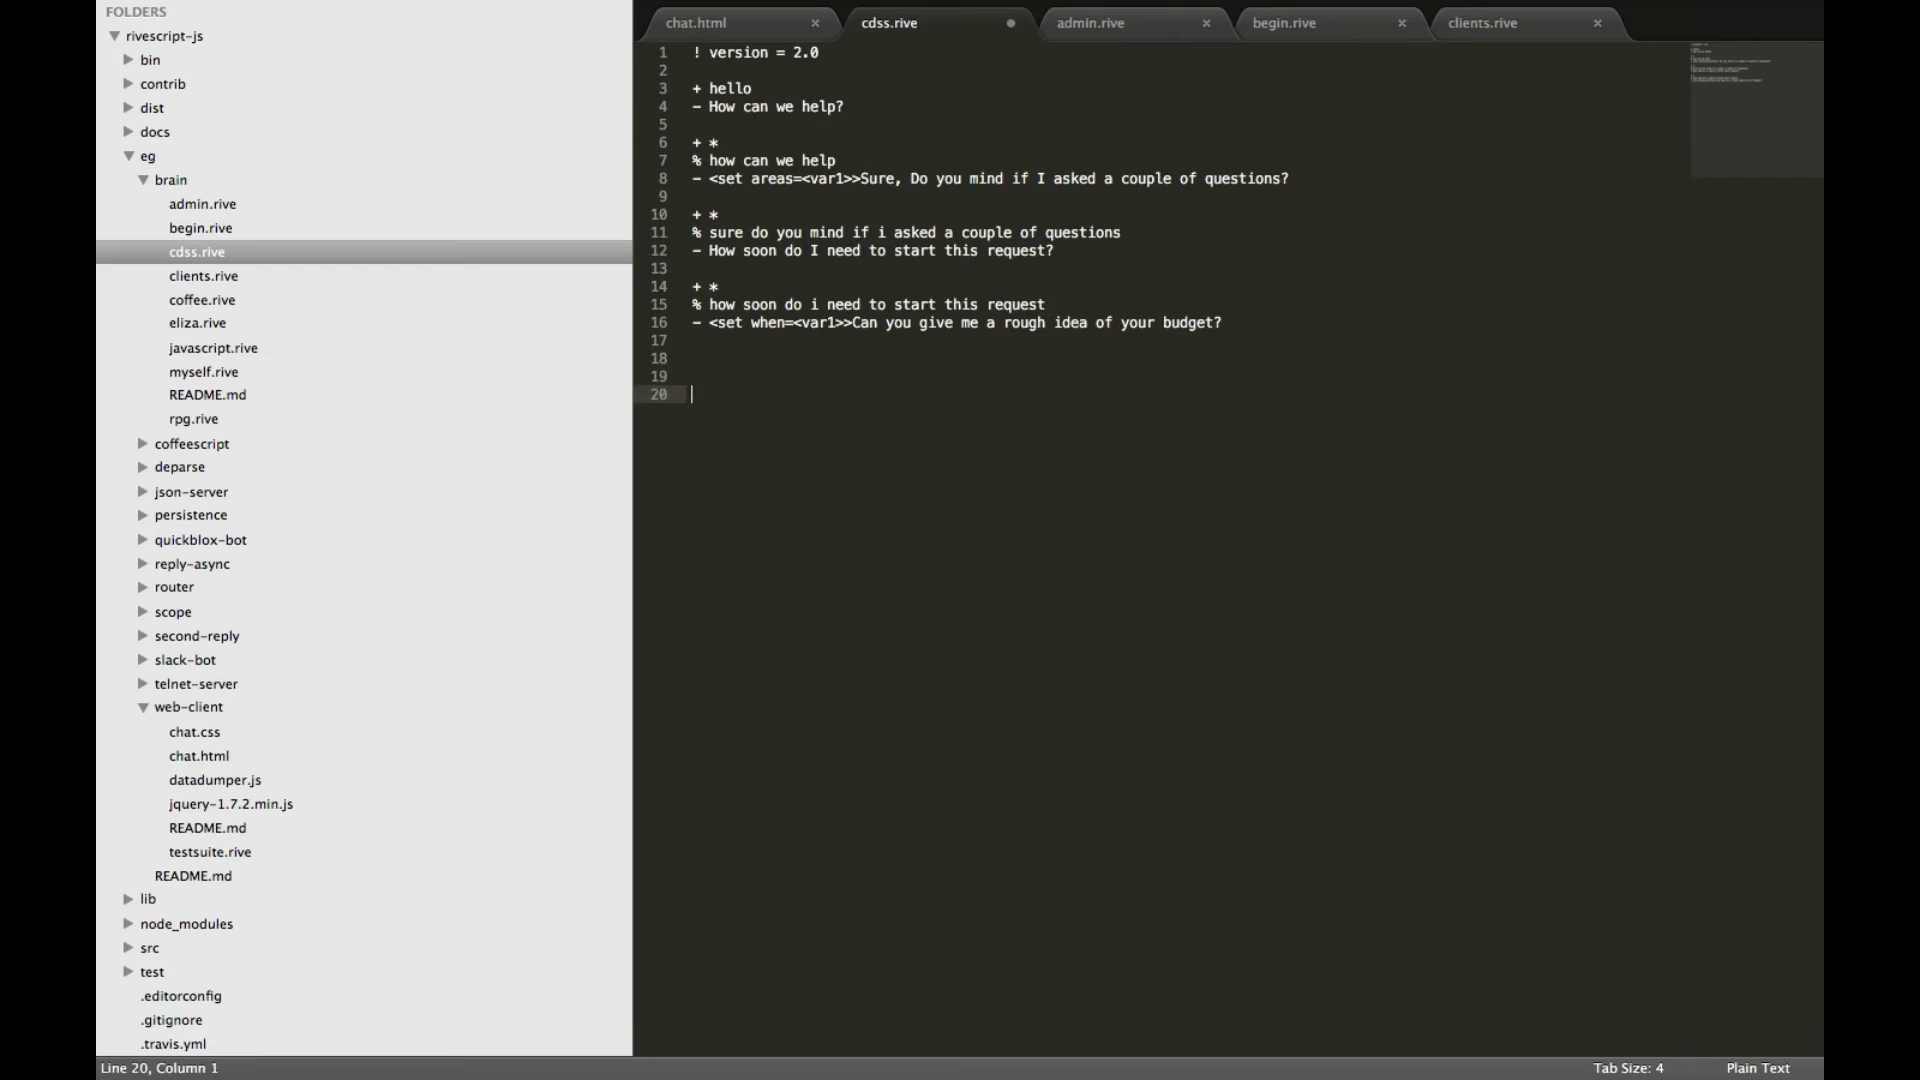 FOLDERS
rivescript-js
bin
contrib
dist
docs
eg
brain
admin.rive
begin.rive
cdss.rive
clients.rive
coffee.rive
eliza.rive
javascript.rive
myself.rive
README.md
rpg.rive
coffeescript
deparse
json-server
persistence
quickblox-bot
reply-async
router
scope
second-reply
slack-bot
telnet-server
web-client
chat.css
chat.html
datadumper.js
jquery-1.7.2.min.js
README.md
testsuite.rive
README.md
lib
node_modules
src
test
.editorconfig
.gitignore
.travis.yml
chat.html × cdss.rive admin.rive × begin.rive × clients.rive ×
1 ! version = 2.0
2
3 + hello
4 - How can we help?
5
6 + *
7 % how can we help
8 - <set areas=<var1>>Sure, Do you mind if I asked a couple of questions?
9
10 + *
11 % sure do you mind if i asked a couple of questions
12 - How soon do I need to start this request?
13
14 + *
15 % how soon do i need to start this request
16 - <set when=<var1>>Can you give me a rough idea of your budget?
17
18
19
20
Line 20, Column 1 Tab Size: 4 Plain Text